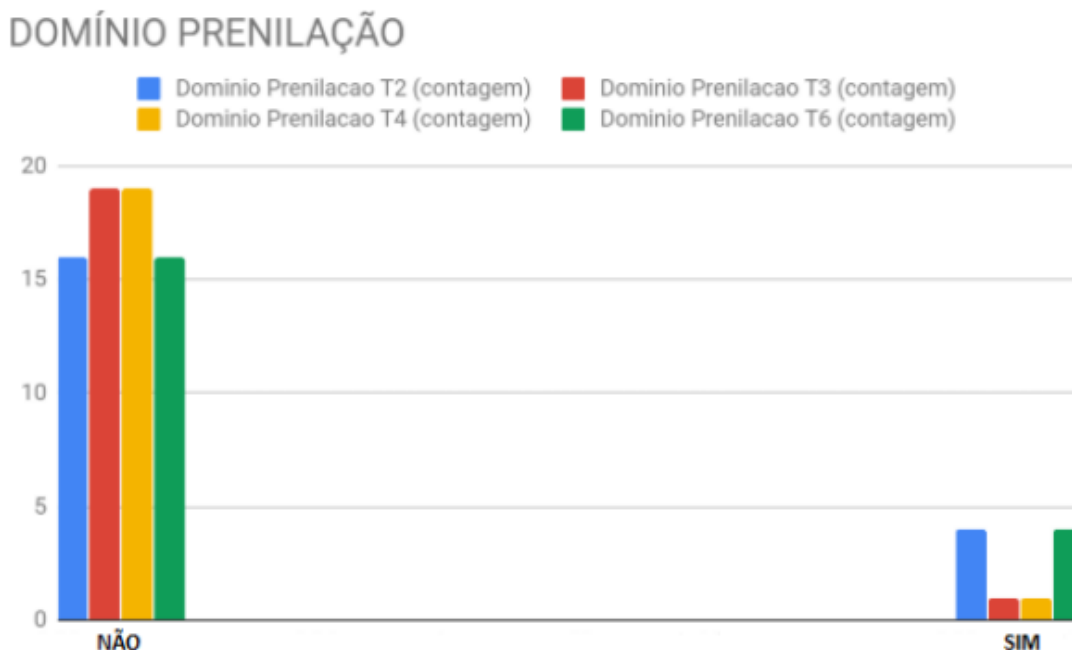 DOMÍNIO PRENILAÇÃO
Dominio Prenilacao T2 (contagem) Dominio Prenilacao T3 (contagem)
Dominio Prenilacao T4 (contagem) Dominio Prenilacao T6 (contagem)
20
15
10
5
0
NÃO SIM